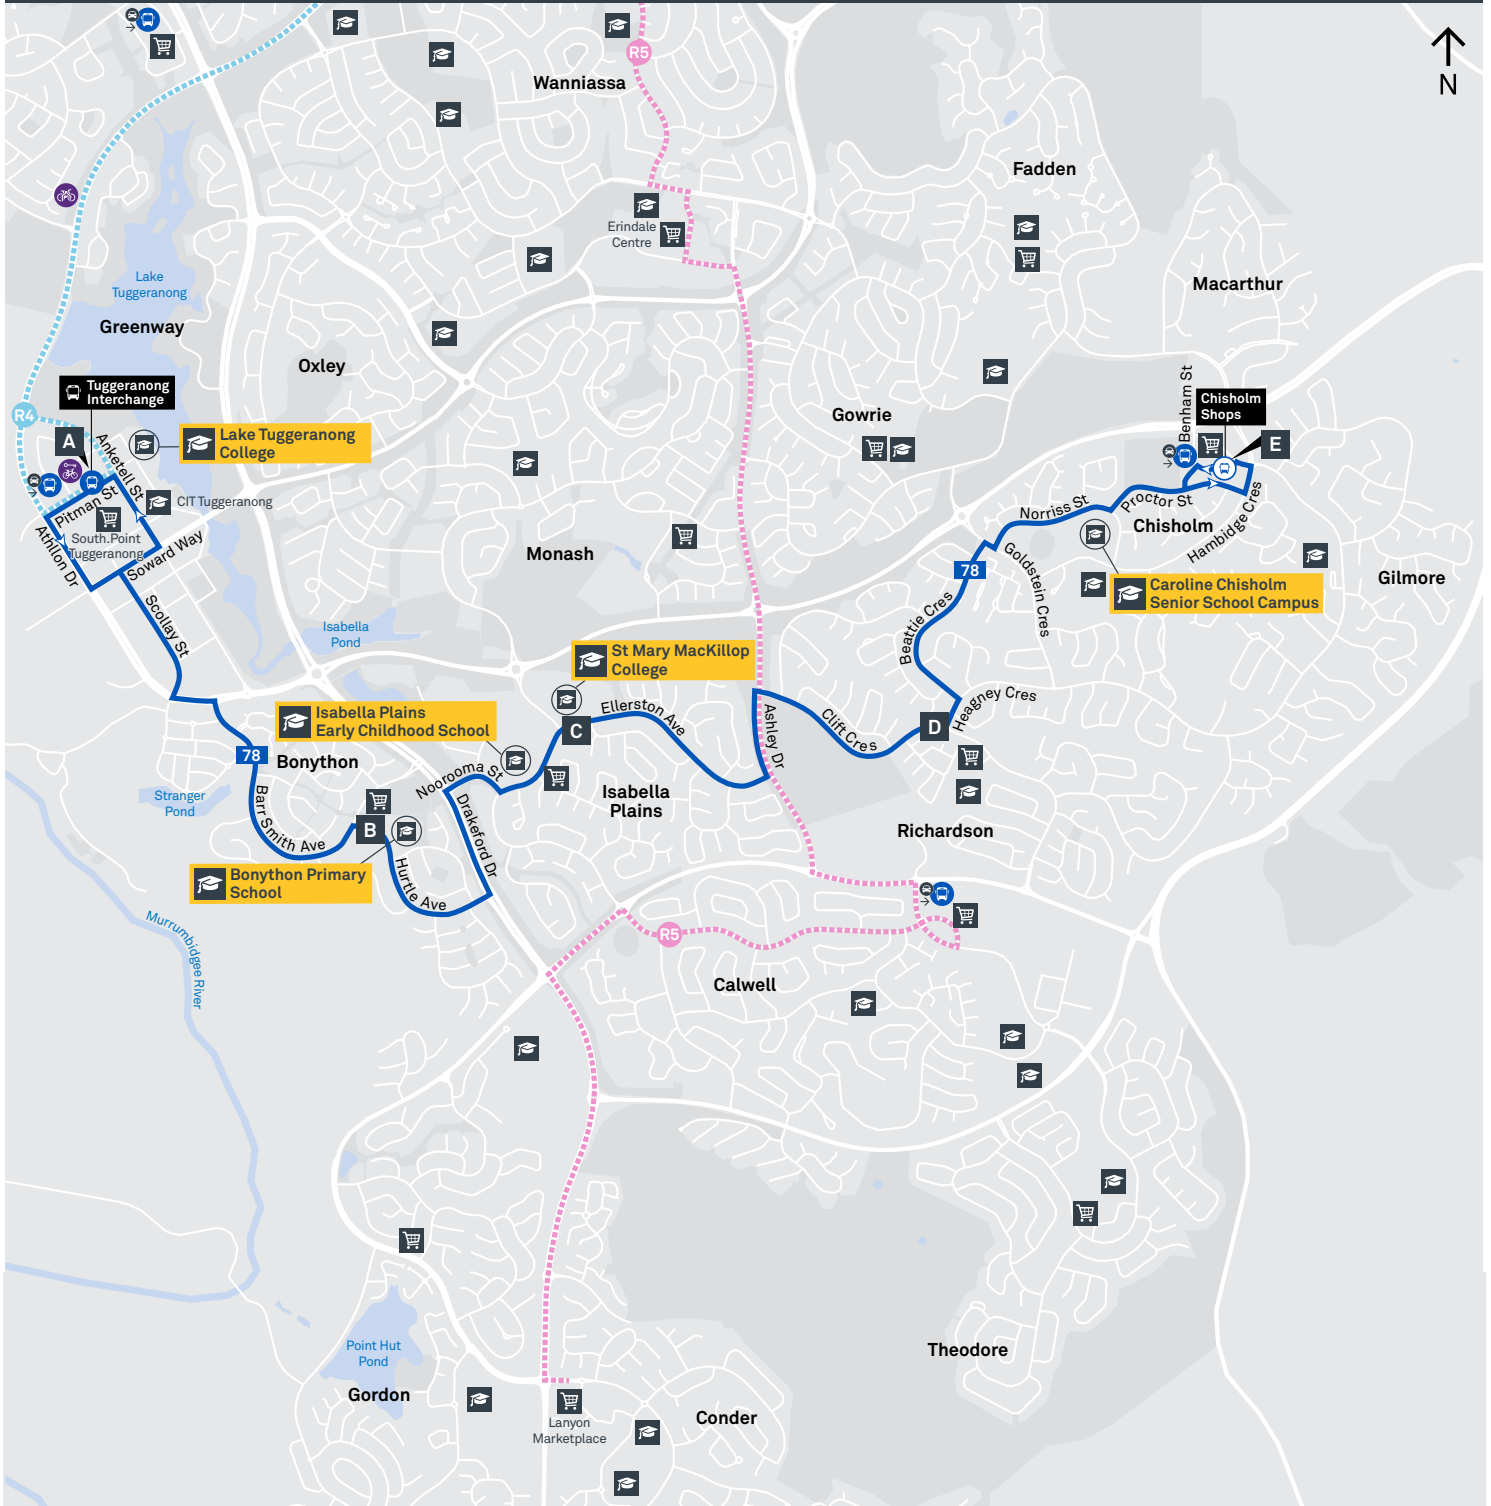 R5
Wanniassa
N
Fadden
Erindale
Centre
Macarthur
Lake
Tuggeranong
Greenway
Oxley
Tuggeranong
Interchange
Benham St
Chisholm
Shops
R4
Gowrie
A
Anketell St
Lake Tuggeranong
College
E
Pitman St
CIT Tuggeranong
Norriss St
Proctor St
Chisholm
Hambidge Cres
South.Point
Tuggeranong
Athllon Dr
Soward Way
Monash
Goldstein Cres
78
Gilmore
Caroline Chisholm
Senior School Campus
Scollay St
Beattie Cres
Isabella
Pond
St Mary MacKillop
College
Heagney Cres
Isabella Plains
Early Childhood School
C
Ellerston Ave
Ashley Dr
Clift Cres
D
78
Bonython
Noorooma St
Stranger
Pond
Barr Smith Ave
B
Drakeford Dr
Isabella
Plains
Richardson
Bonython Primary
School
Hurtle Ave
Murrumbidgee River
R5
Calwell
Point Hut
Pond
Theodore
Gordon
Lanyon
Marketplace
Conder